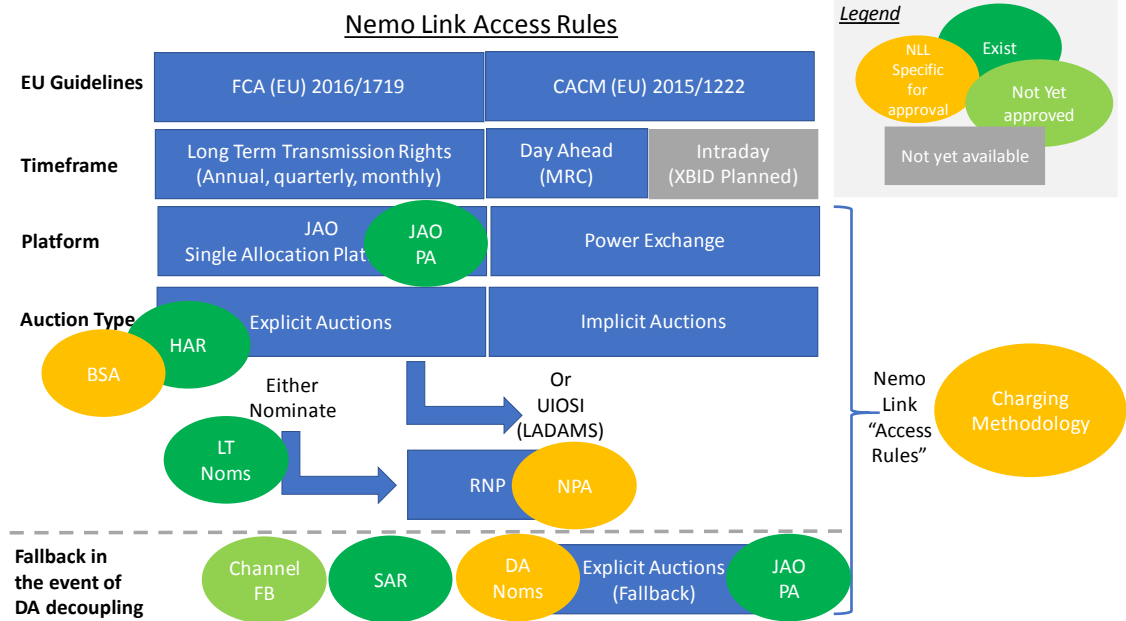 Nemo Link Access Rules
Legend
NLL
Specific
for
approval
Exist
Not Yet
approved
Not yet available
EU Guidelines
FCA (EU) 2016/1719
CACM (EU) 2015/1222
Timeframe
Long Term Transmission Rights
(Annual, quarterly, monthly)
Day Ahead
(MRC)
Intraday
(XBID Planned)
Platform
JAO
Single Allocation Plat
JAO
PA
Power Exchange
Auction Type
Explicit Auctions
Implicit Auctions
HAR
BSA
Either
Nominate
Or
UIOSI
(LADAMS)
LT
Noms
RNP
NPA
Nemo
Link
“Access
Rules”
Charging
Methodology
Fallback in
the event of
DA decoupling
Channel
FB
SAR
DA
Noms
Explicit Auctions
(Fallback)
JAO
PA